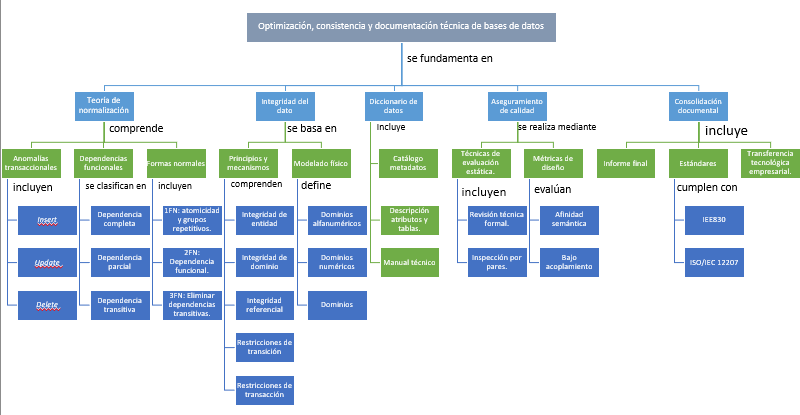 Optimización, consistencia y documentación técnica de bases de datos
se fundamenta en
Teoría de
normalización
Integridad del
dato
Diccionario de
datos
Aseguramiento
de calidad
Consolidación
documental
comprende
se basa en
incluye
se realiza mediante
incluye
Anomalías
transaccionales
Dependencias
funcionales
Formas normales
Principios y
mecanismos
Modelado físico
Catálogo
metadatos
Técnicas de
evaluación
estática.
Métricas de
diseño
Informe final
Estándares
Transferencia
tecnológica
empresarial.
incluyen
se clasifican en
incluyen
comprenden
define
incluyen
evalúan
cumplen con
Insert
Dependencia
completa
1FN: atomicidad
y grupos
repetitivos.
Integridad de
entidad
Dominios
alfanuméricos
Descripción
atributos y
tablas.
Revisión técnica
formal.
Afinidad
semántica
IEE830
Update
Dependencia
parcial
2FN:
Dependencia
funcional.
Integridad de
dominio
Dominios
numéricos
Manual técnico
Inspección por
pares.
Bajo
acoplamiento
ISO/IEC 12207
Delete
Dependencia
transitiva
3FN: Eliminar
dependencias
transitivas.
Integridad
referencial
Dominios
Restricciones de
transición
Restricciones de
transacción